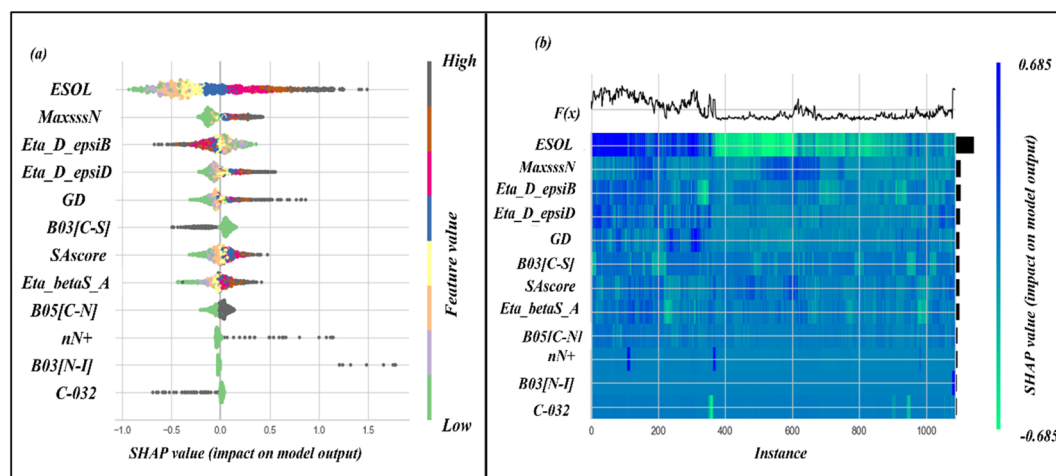 (a)
High
ESOL
MaxsssN
Eta_D_epsiB
Eta_D_epsiD
GD
B03[C-S]
SAscore
Eta_betaS_A
B05[C-N]
nN+
B03[N-I]
C-032
Low
Feature value
-1.0 -0.5 0.0 0.5 1.0 1.5
SHAP value (impact on model output)
(b)
0.685
F(x)
ESOL
MaxsssN
Eta_D_epsiB
Eta_D_epsiD
GD
B03[C-S]
SAscore
Eta_betaS_A
B05[C-N]
nN+
B03[N-I]
C-032
0 200 400 600 800 1000
Instance
SHAP value (impact on model output)
-0.685